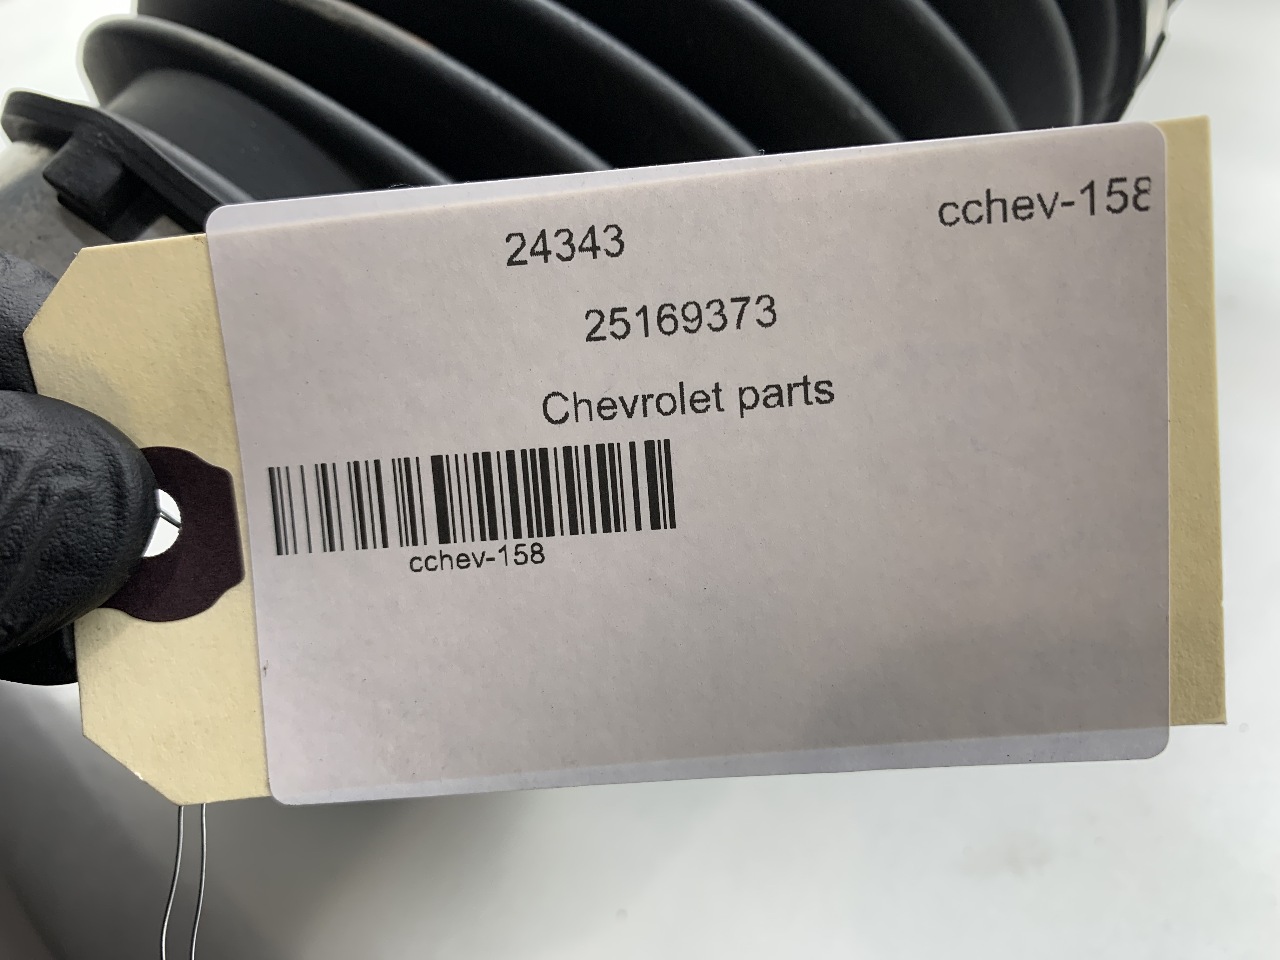 cchev-158
24343
25169373
Chevrolet parts
cchev-158